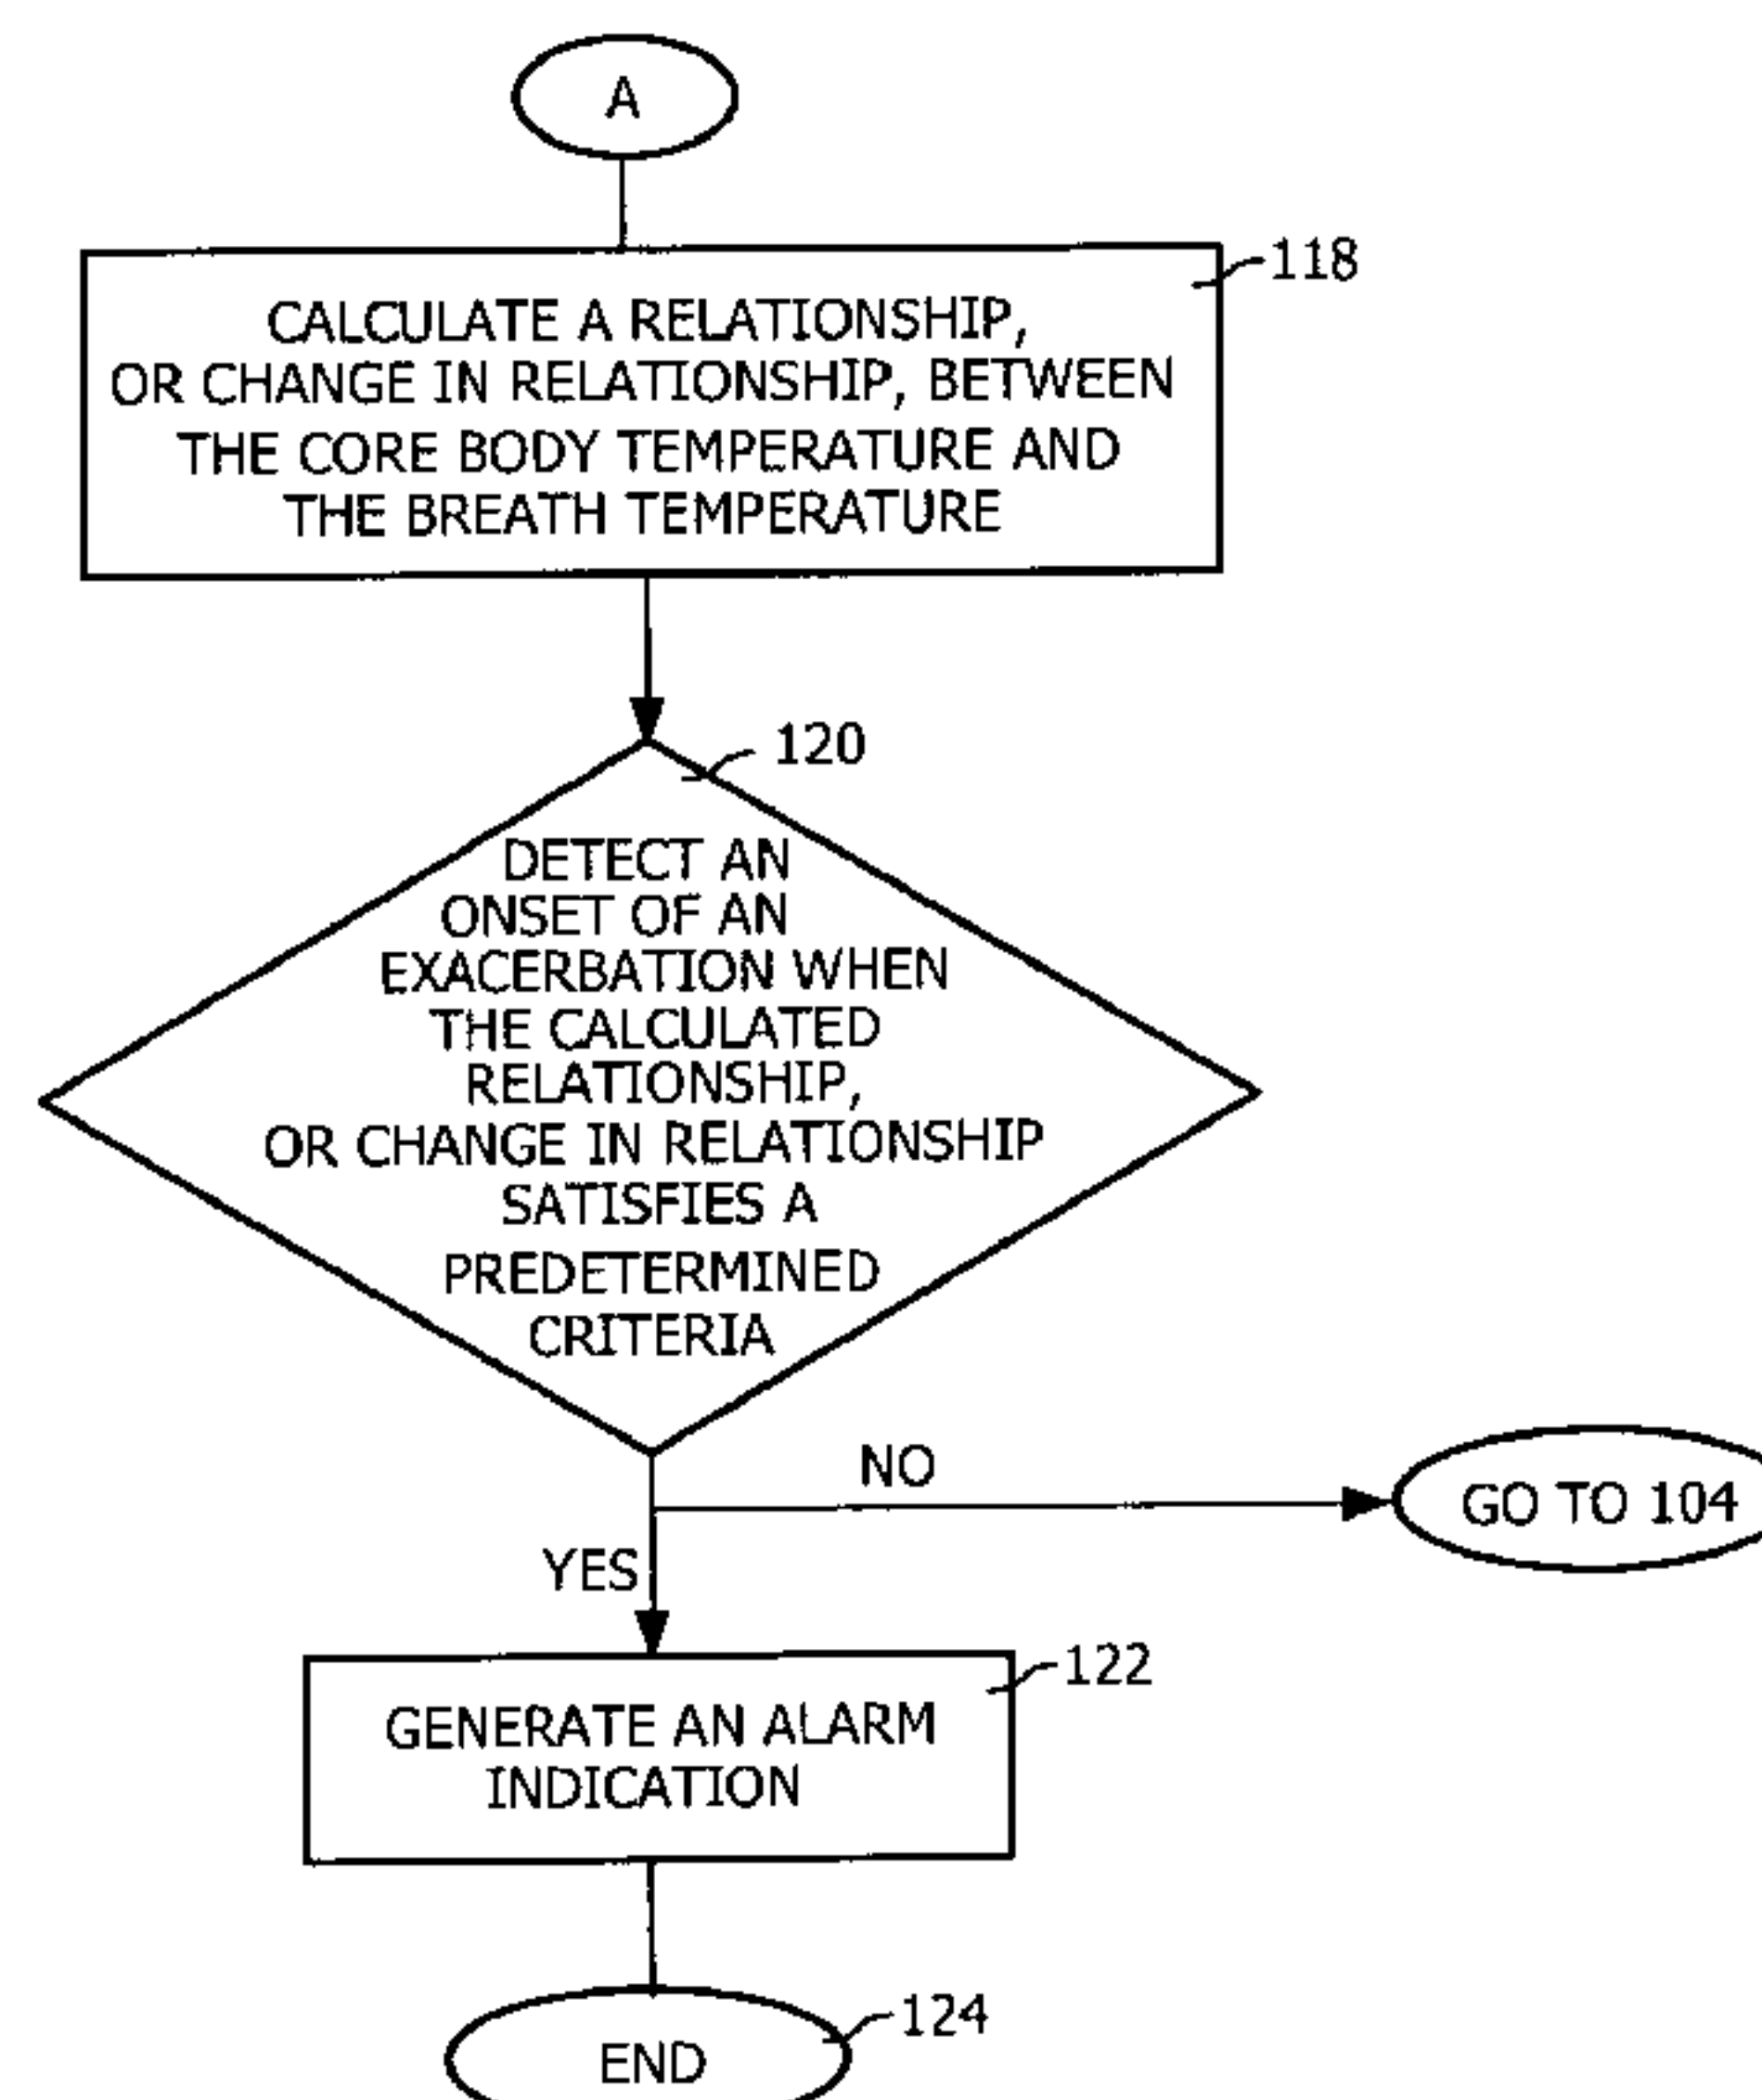 A
118
CALCULATE A RELATIONSHIP,
OR CHANGE IN RELATIONSHIP, BETWEEN
THE CORE BODY TEMPERATURE AND
THE BREATH TEMPERATURE
120
DETECT AN
ONSET OF AN
EXACERBATION WHEN
THE CALCULATED
RELATIONSHIP,
OR CHANGE IN RELATIONSHIP
SATISFIES A
PREDETERMINED
CRITERIA
NO
GO TO 104
YES
122
GENERATE AN ALARM
INDICATION
124
END